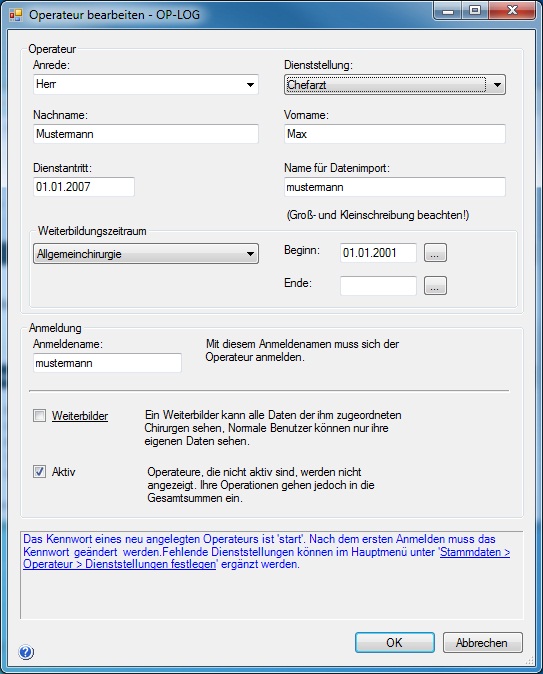 Operateur bearbeiten - OP-LOG
Operateur
Anrede:
Dienststellung:
Herr
Chefarzt
Nachname:
Vorname:
Mustermann
Max
Dienstantritt:
Name für Datenimport:
01.01.2007
mustermann
(Groß- und Kleinschreibung beachten!)
Weiterbildungszeitraum
Allgemeinchirurgie
Beginn:
01.01.2001
...
Ende:
...
Anmeldung
Anmeldename:
mustermann
Mit diesem Anmeldenamen muss sich der
Operateur anmelden.
Weiterbilder
Ein Weiterbilder kann alle Daten der ihm zugeordneten
Chirurgen sehen, Normale Benutzer können nur ihre
eigenen Daten sehen.
Aktiv
Operateure, die nicht aktiv sind, werden nicht
angezeigt. Ihre Operationen gehen jedoch in die
Gesamtsummen ein.
Das Kennwort eines neu angelegten Operateurs ist 'start'. Nach dem ersten Anmelden muss das
Kennwort geändert werden.Fehlende Dienststellungen können im Hauptmenü unter 'Stammdaten >
Operateur > Dienststellungen festlegen' ergänzt werden.
?
OK
Abbrechen